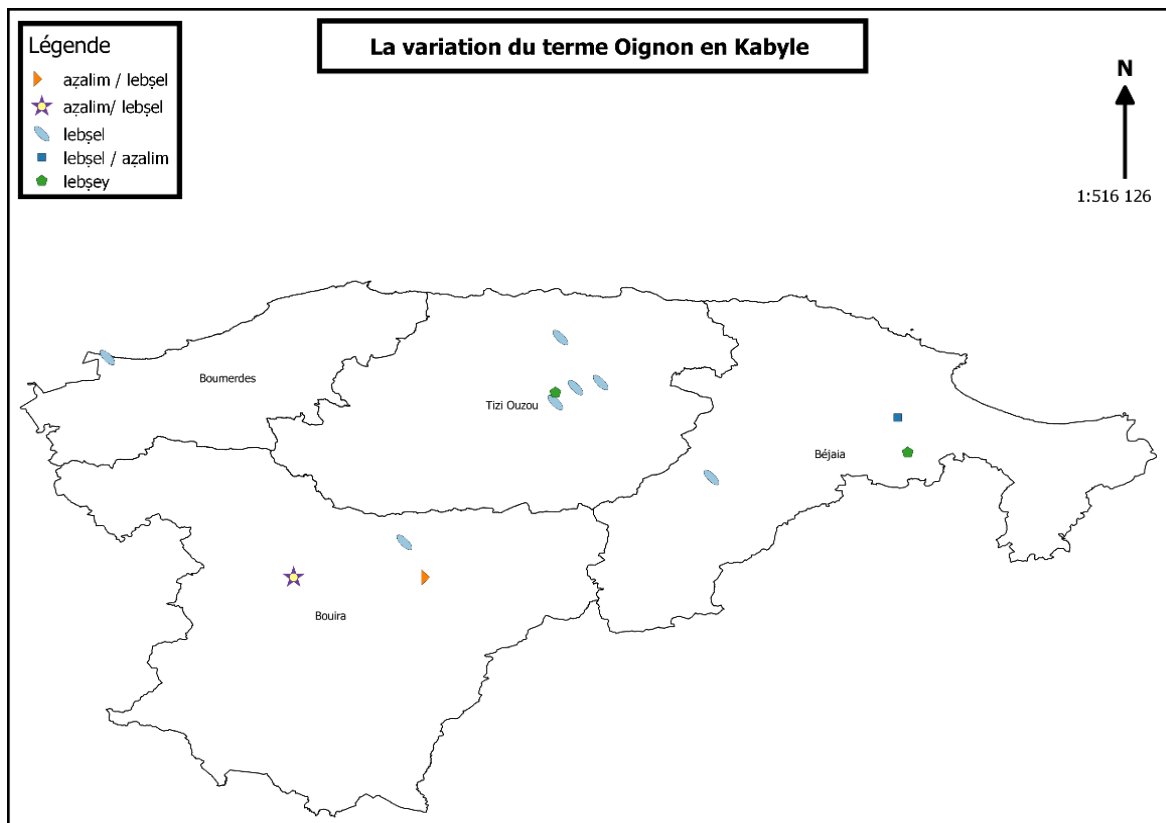 Légende
aẓalim / lebṣel
aẓalim/ lebṣel
lebṣel
lebṣel / aẓalim
lebṣey
La variation du terme Oignon en Kabyle
N
1:516 126
Boumerdes
Tizi Ouzou
Béjaia
Bouira